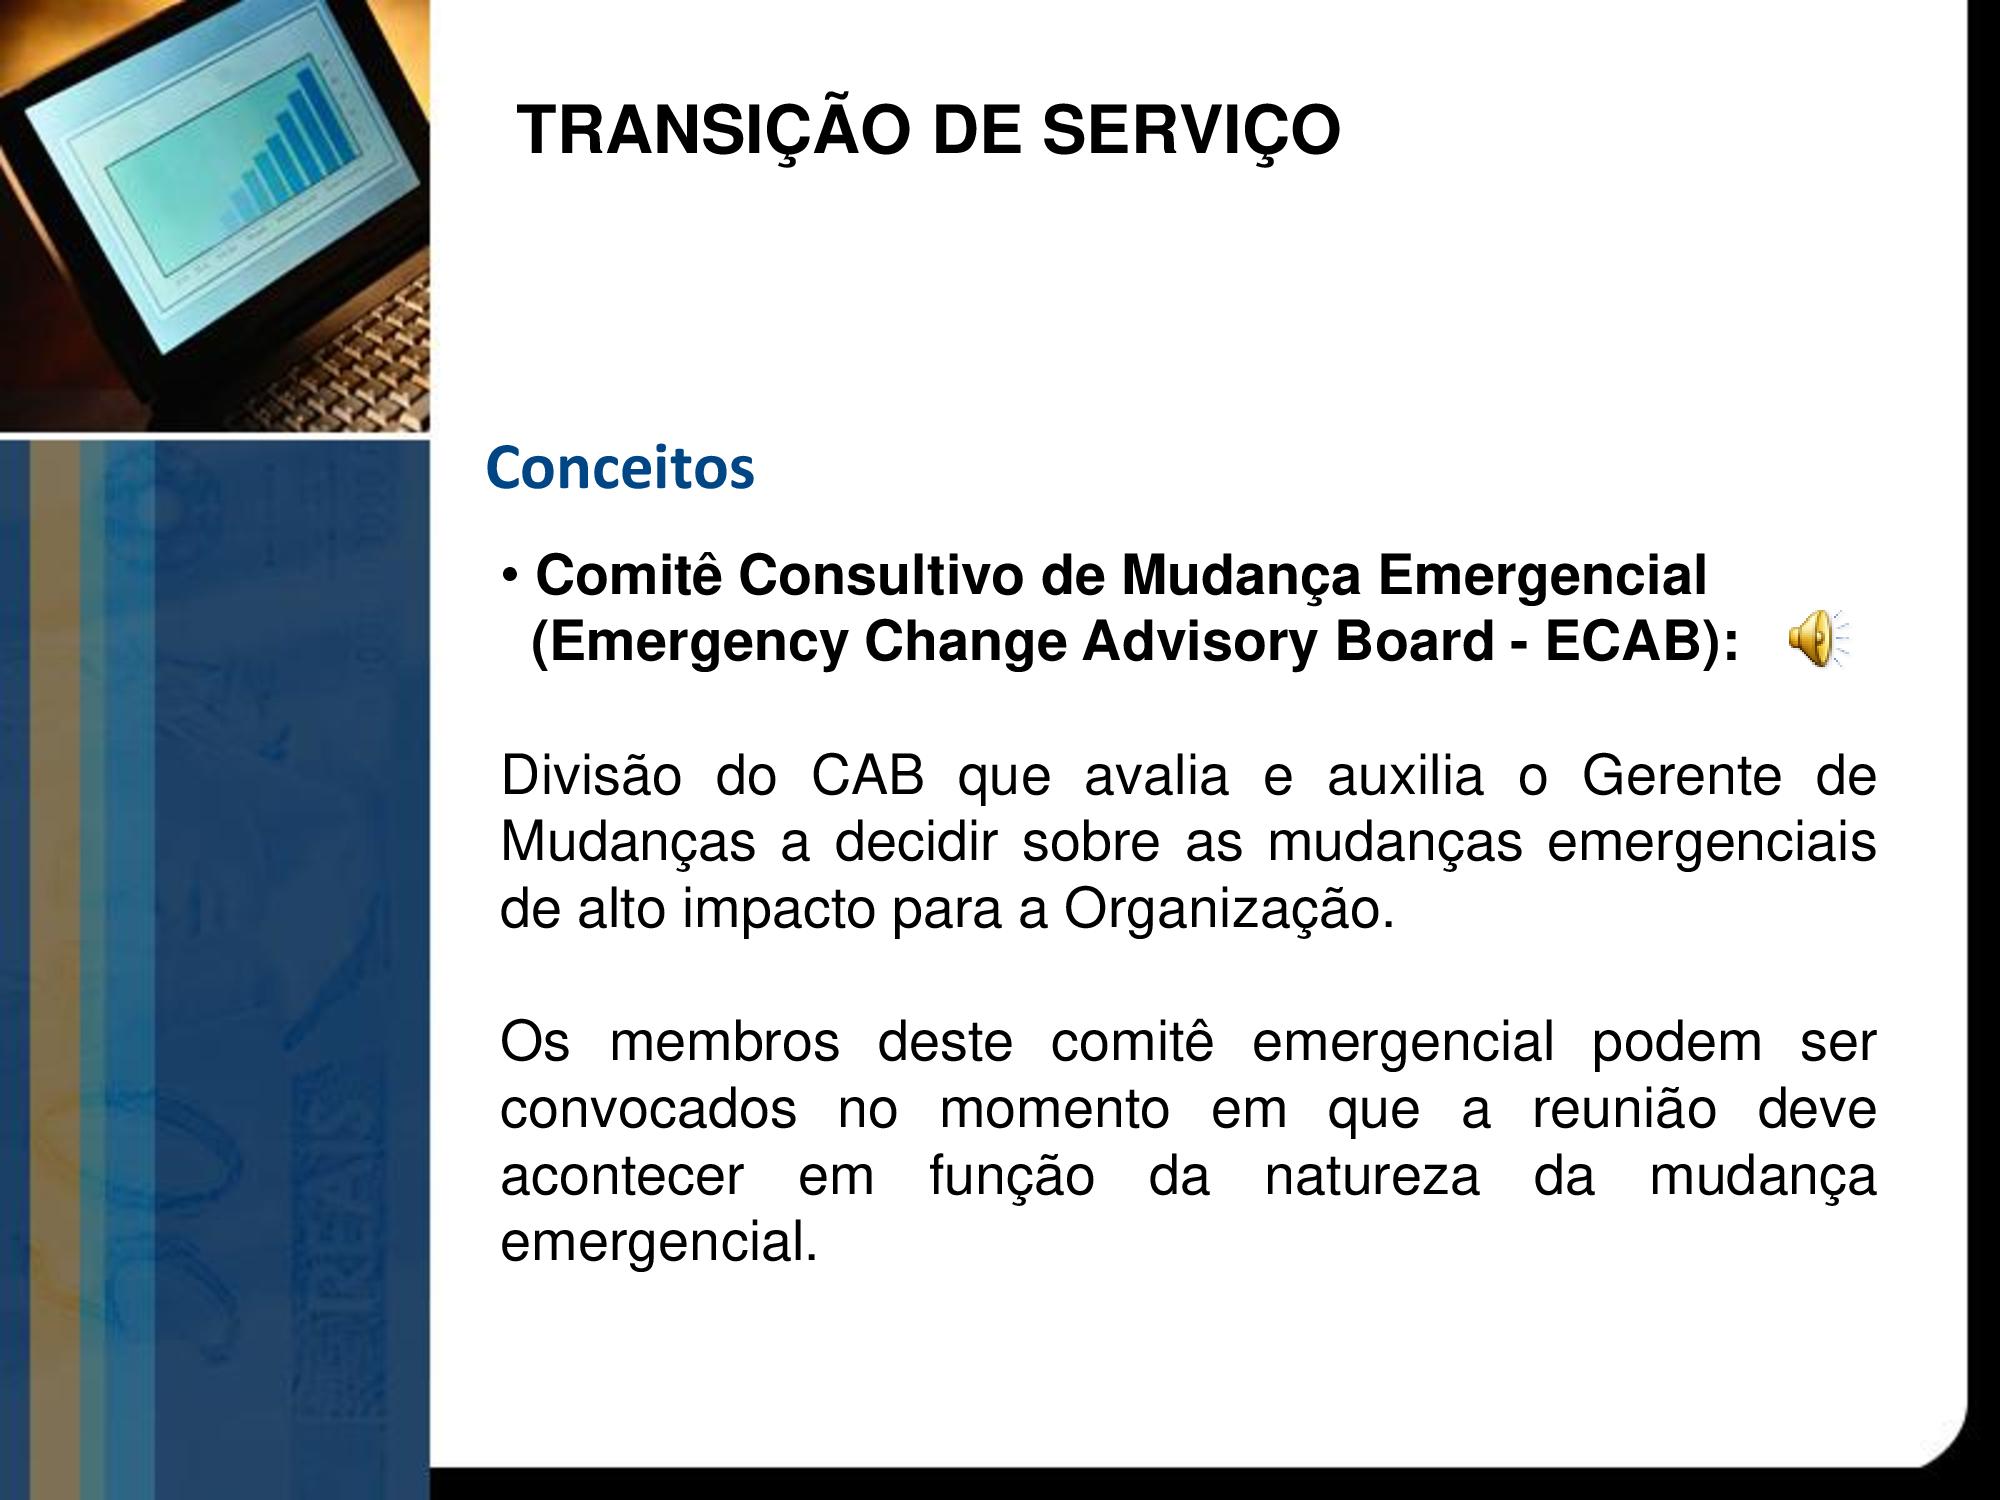 TRANSIÇÃO DE SERVIÇO
Conceitos
• Comitê Consultivo de Mudança Emergencial
(Emergency Change Advisory Board - ECAB):
Divisão do CAB que avalia e auxilia o Gerente de
Mudanças a decidir sobre as mudanças emergenciais
de alto impacto para a Organização.
Os membros deste comitê emergencial podem ser
convocados no momento em que a reunião deve
acontecer em função da natureza da mudança
emergencial.
REAIS